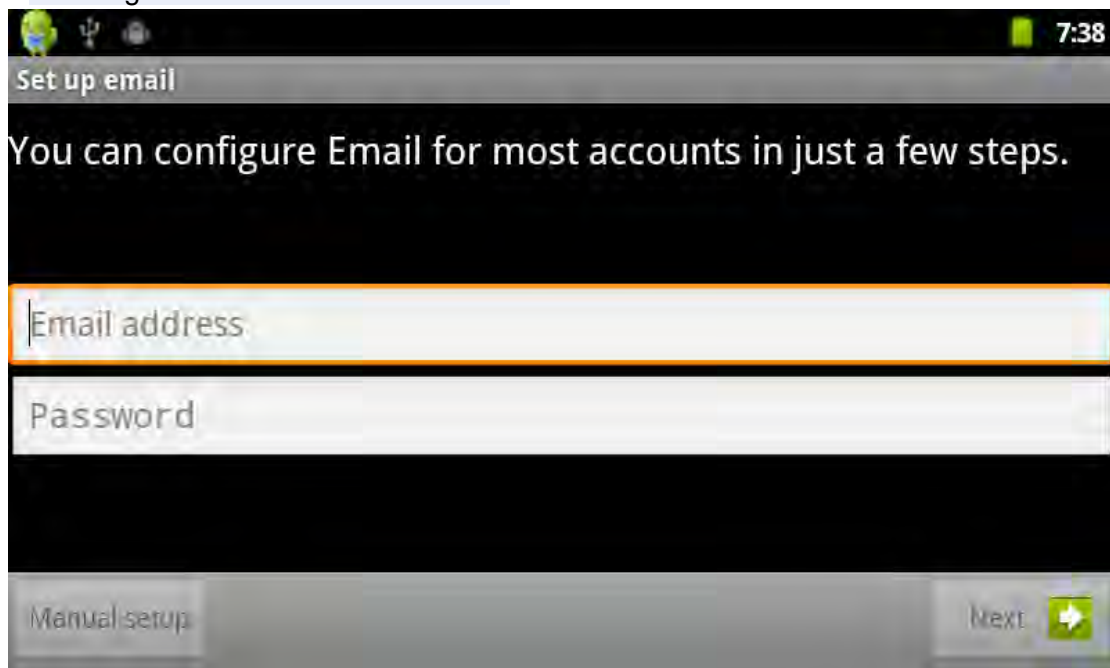 7:38
Set up email
You can configure Email for most accounts in just a few steps.
Email address
Password
Manual setup
Next